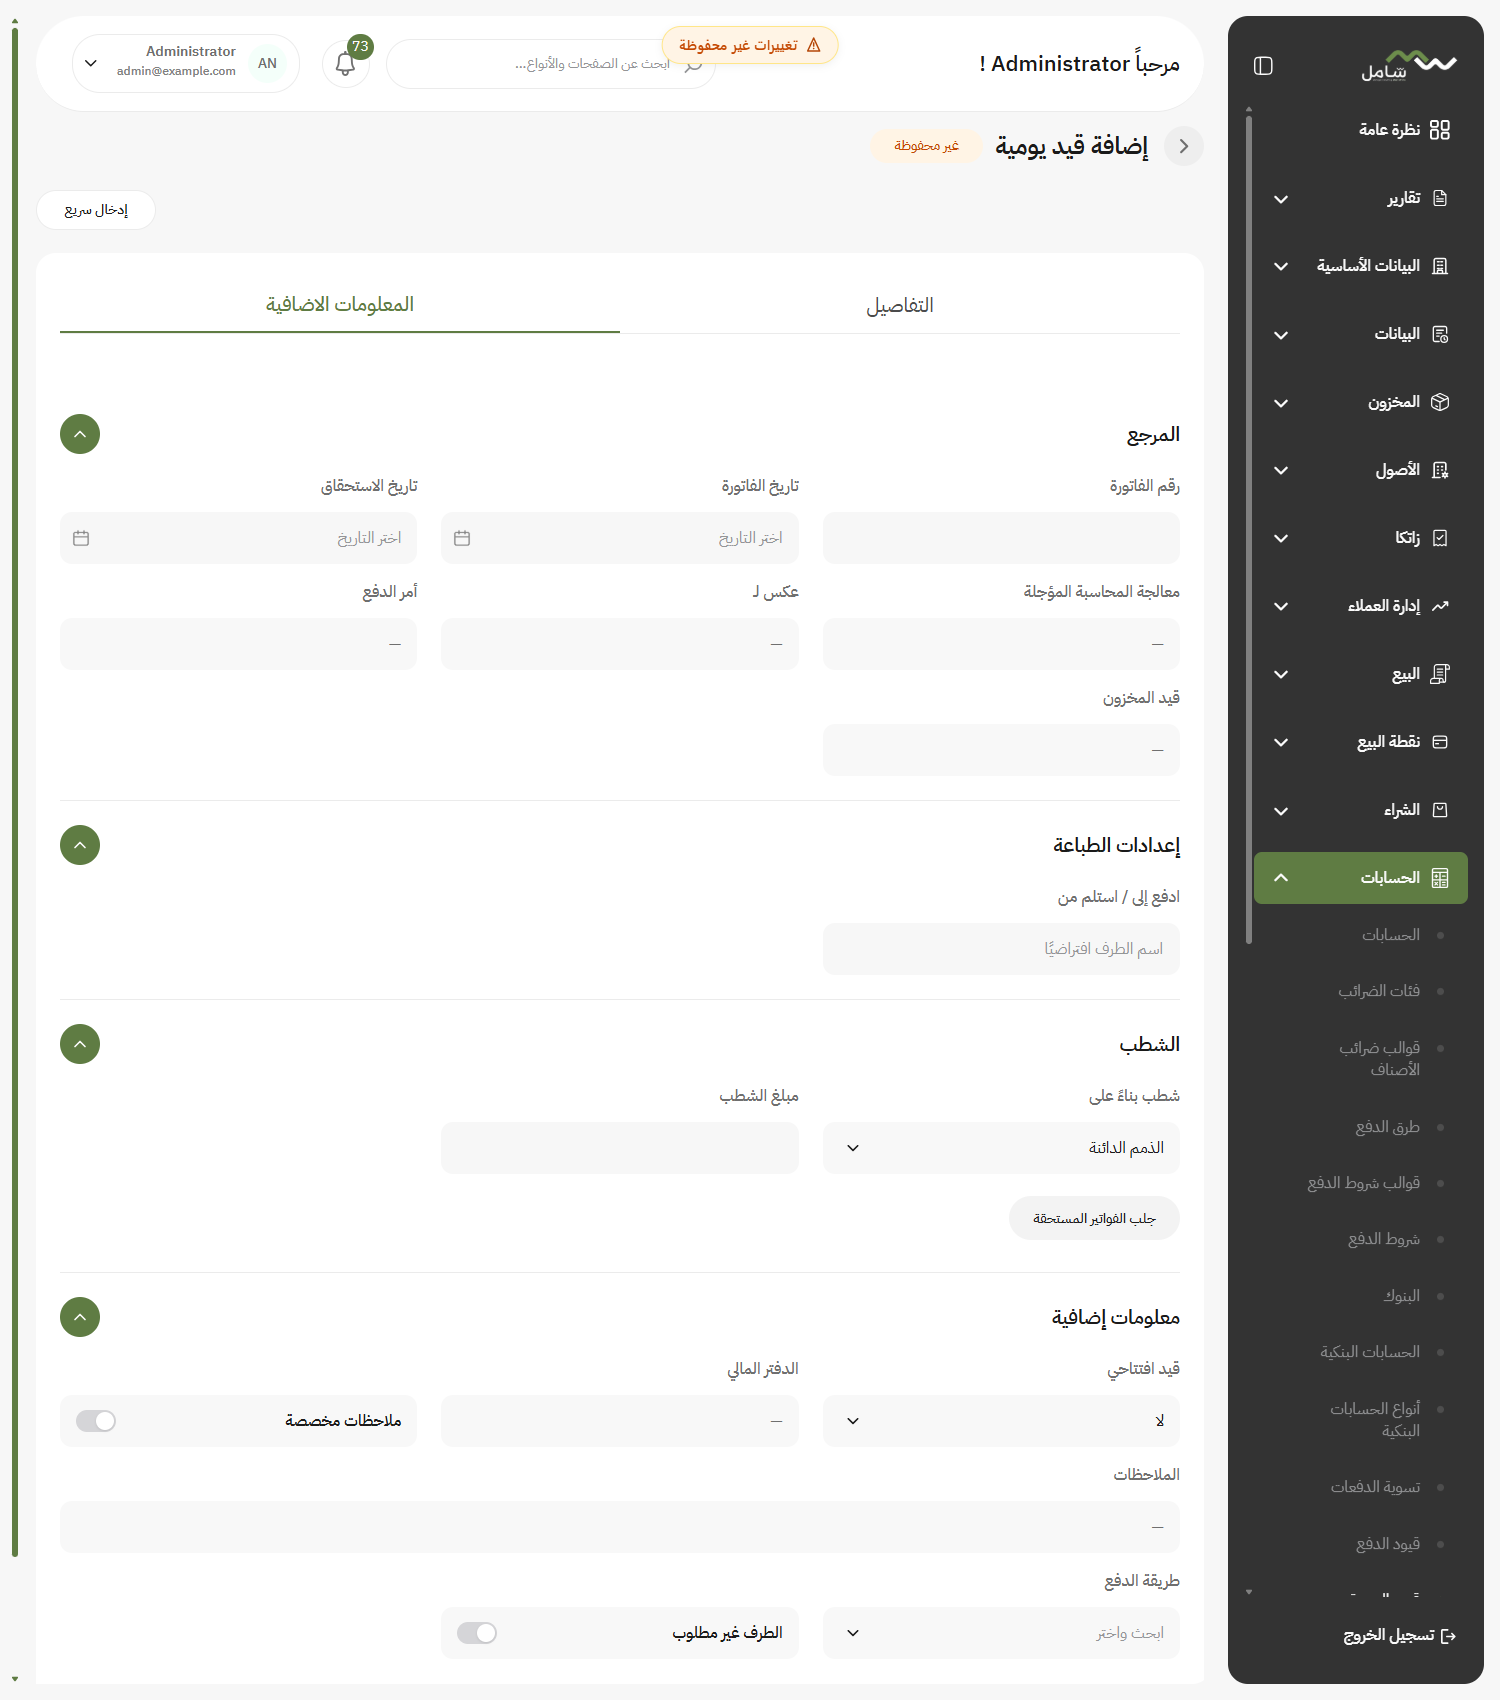 شامل
نظرة عامة
تقارير
البيانات الأساسية
البيانات
المخزون
الأصول
زاتكا
إدارة العملاء
البيع
نقطة البيع
الشراء
الحسابات
الحسابات
فئات الضرائب
قوالب ضرائب
الأصناف
طرق الدفع
قوالب شروط الدفع
شروط الدفع
البنوك
الحسابات البنكية
أنواع الحسابات
البنكية
تسوية الدفعات
قيود الدفع
تسجيل الخروج
مرحباً Administrator !
تغييرات غير محفوظة
ابحث عن الصفحات والأنواع...
73
AN
Administrator
admin@example.com
إضافة قيد يومية
غير محفوظة
إدخال سريع
التفاصيل
المعلومات الاضافية
المرجع
رقم الفاتورة
تاريخ الفاتورة
تاريخ الاستحقاق
اختر التاريخ
اختر التاريخ
معالجة المحاسبة المؤجلة
عكس لـ
أمر الدفع
—
—
—
قيد المخزون
—
إعدادات الطباعة
ادفع إلى / استلم من
اسم الطرف افتراضيًا
الشطب
شطب بناءً على
مبلغ الشطب
الذمم الدائنة
جلب الفواتير المستحقة
معلومات إضافية
قيد افتتاحي
الدفتر المالي
لا
—
ملاحظات مخصصة
الملاحظات
—
طريقة الدفع
ابحث واختر
الطرف غير مطلوب